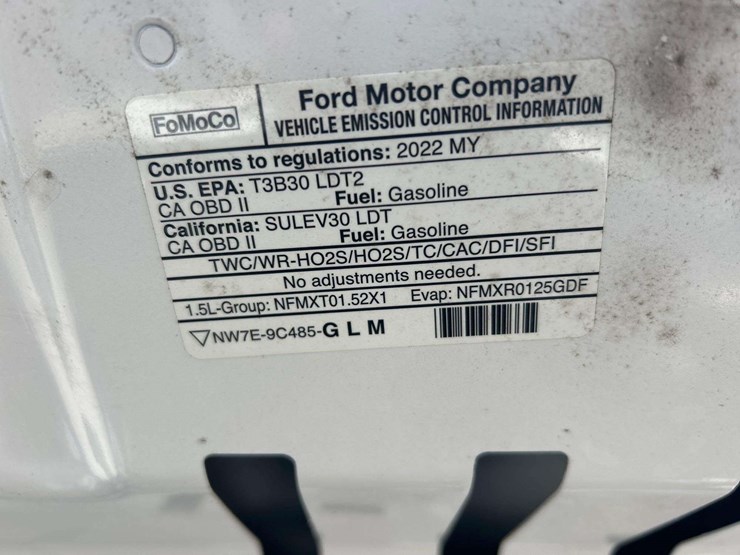 FoMoCo
Ford Motor Company
VEHICLE EMISSION CONTROL INFORMATION
Conforms to regulations: 2022 MY
U.S. EPA: T3B30 LDT2
CA OBD II Fuel: Gasoline
California: SULEV30 LDT
CA OBD II Fuel: Gasoline
TWC/WR-HO2S/HO2S/TC/CAC/DFI/SFI
No adjustments needed.
1.5L-Group: NFMXT01.52X1 Evap: NFMXR0125GDF
NW7E-9C485-G L M